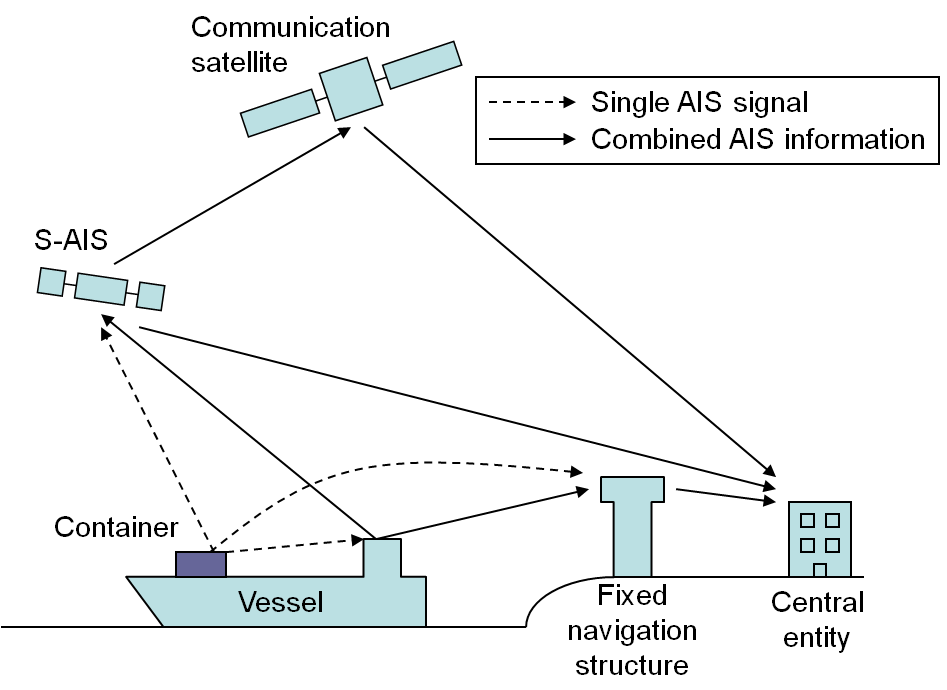 Communication
satellite
Single AIS signal
Combined AIS information
S-AIS
Container
Vessel
Fixed
navigation
structure
Central
entity